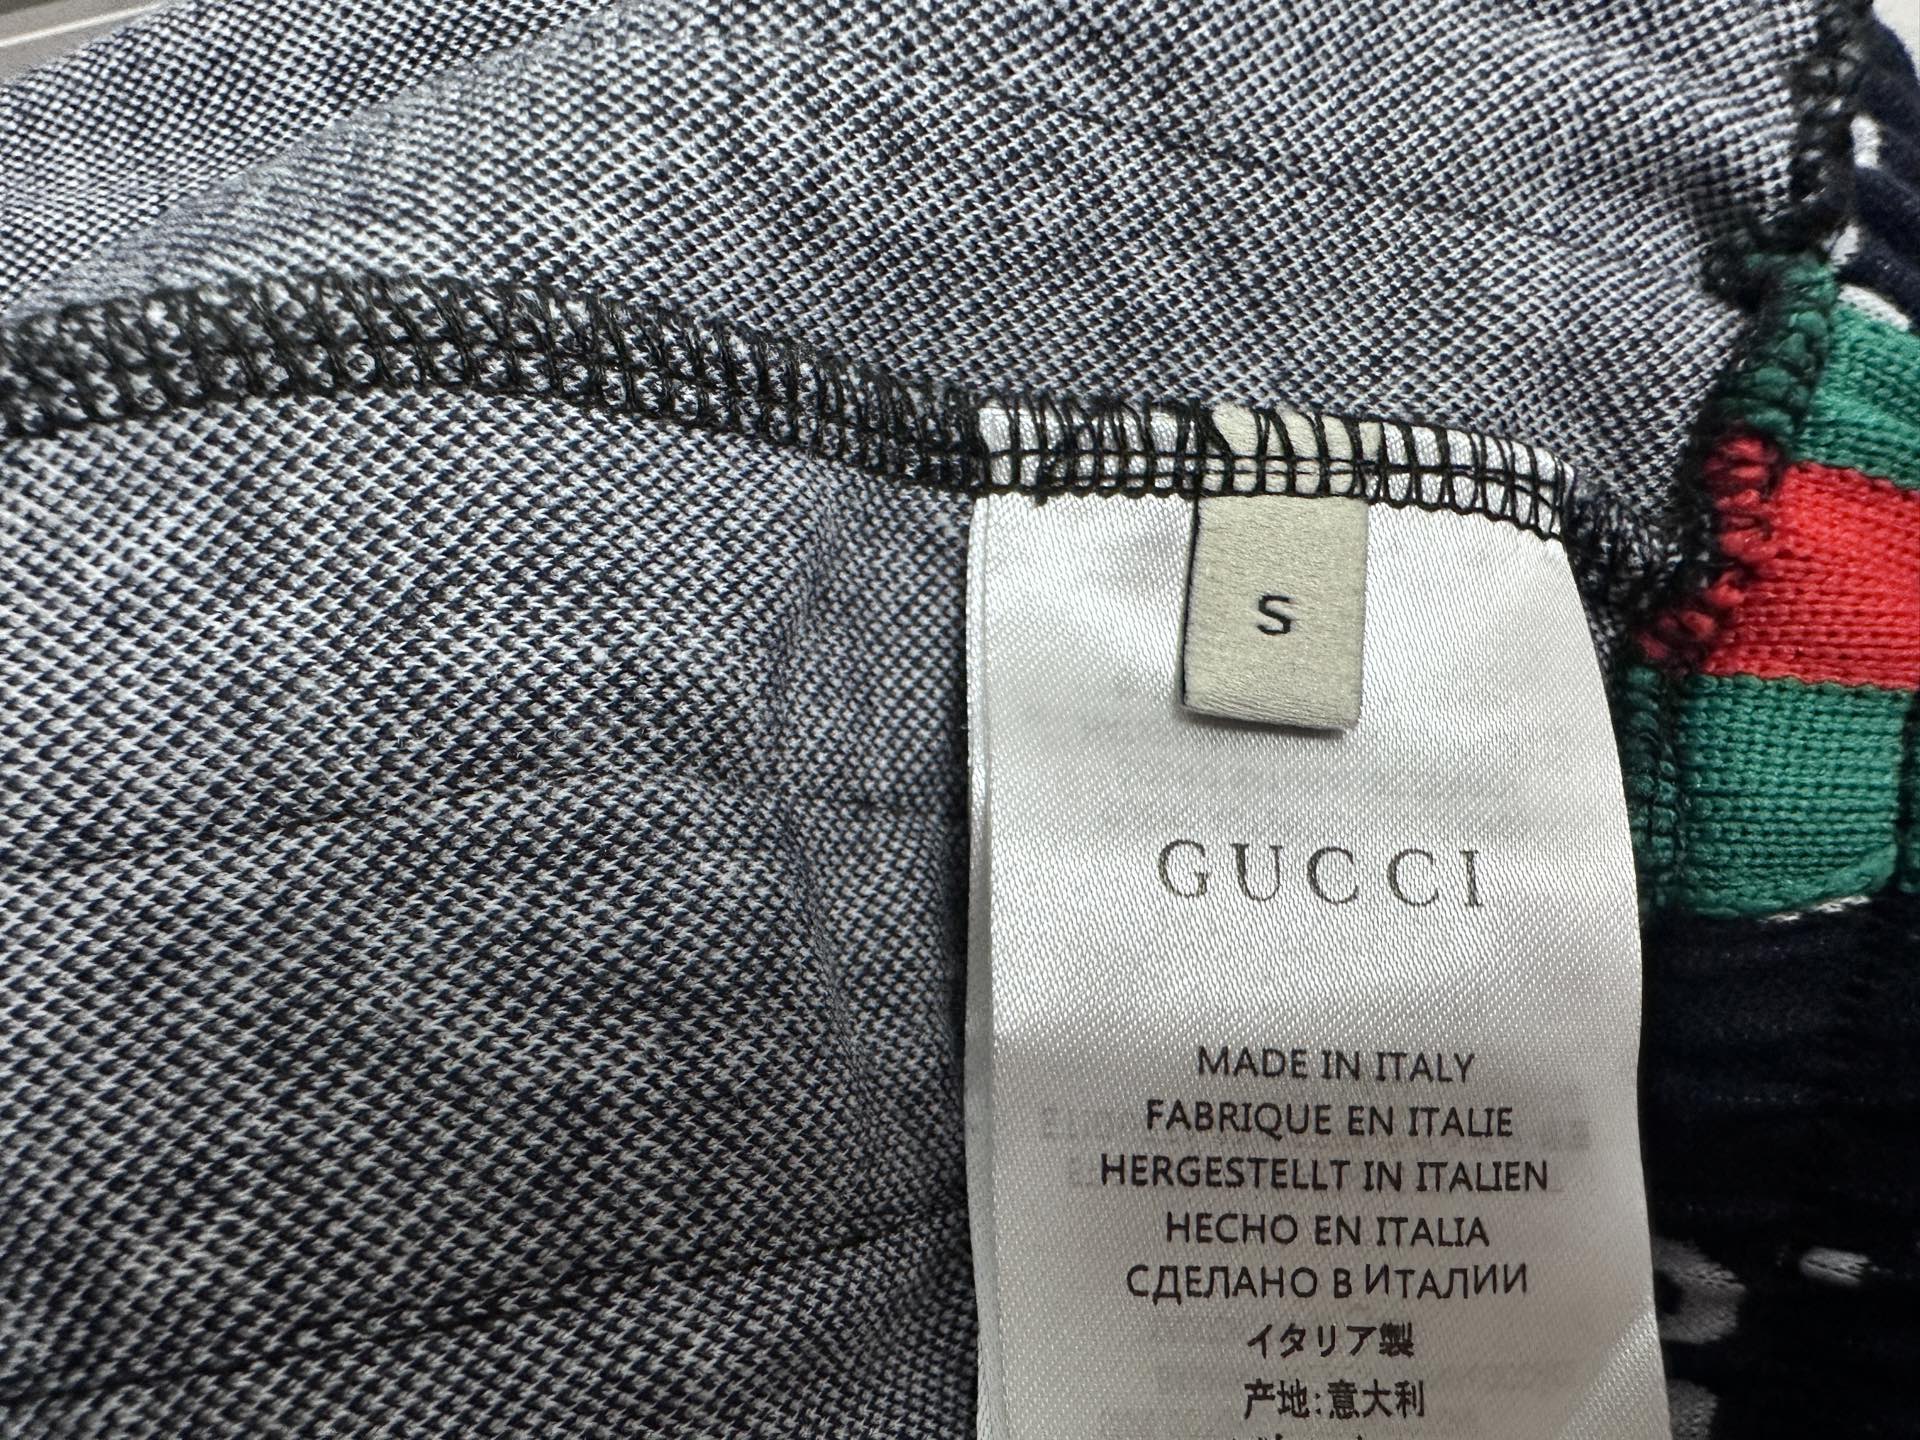 S
GUCCI
MADE IN ITALY
FABRIQUE EN ITALIE
HERGESTELLT IN ITALIEN
HECHO EN ITALIA
СДЕЛАНО В ИТАЛИИ
イタリア製
产地:意大利